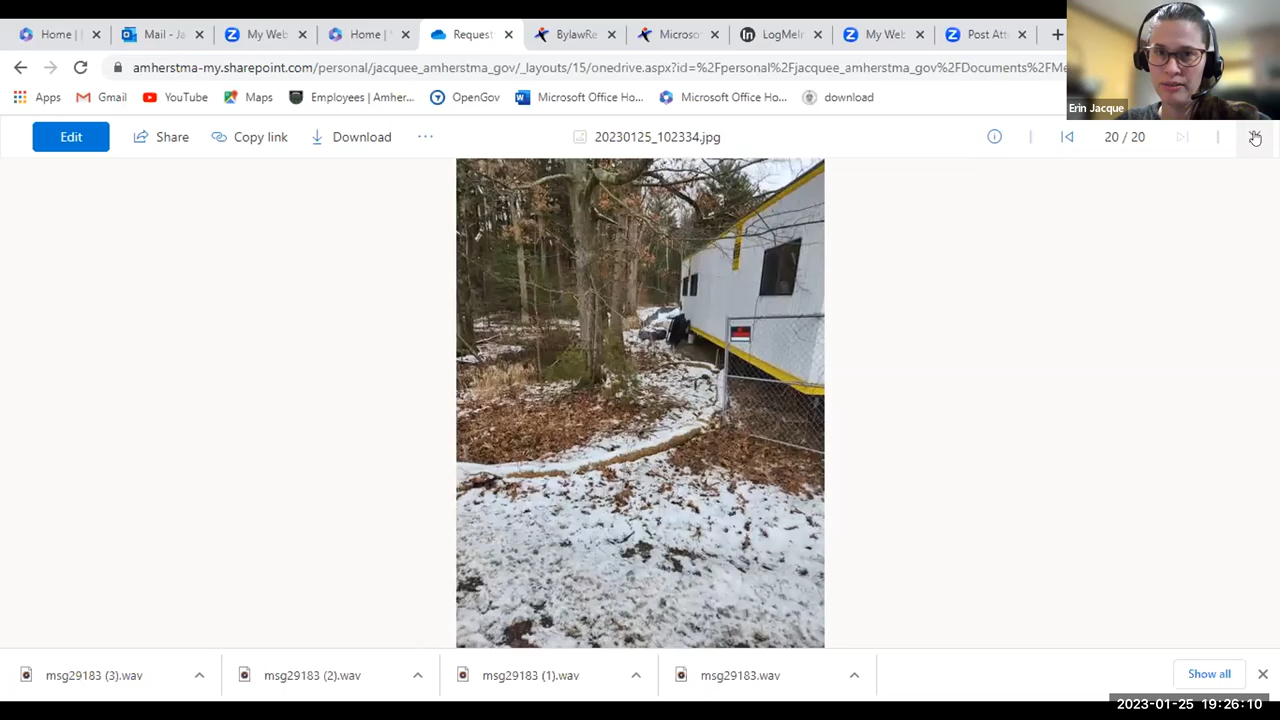 Home |
Mail - Ja
My Web
Home |
Request
BylawRe
Microsof
LogMeIn
My Web
Post Att
amherstma-my.sharepoint.com/personal/jacquee_amherstma_gov/_layouts/15/onedrive.aspx?id=%2Fpersonal%2Fjacquee_amherstma_gov%2FDocuments%2FMe
Apps
Gmail
YouTube
Maps
Employees | Amher...
OpenGov
Microsoft Office Ho...
Microsoft Office Ho...
download
Erin Jacque
Edit
Share
Copy link
Download
20230125_102334.jpg
20 / 20
msg29183 (3).wav
msg29183 (2).wav
msg29183 (1).wav
msg29183.wav
Show all
2023-01-25 19:26:10